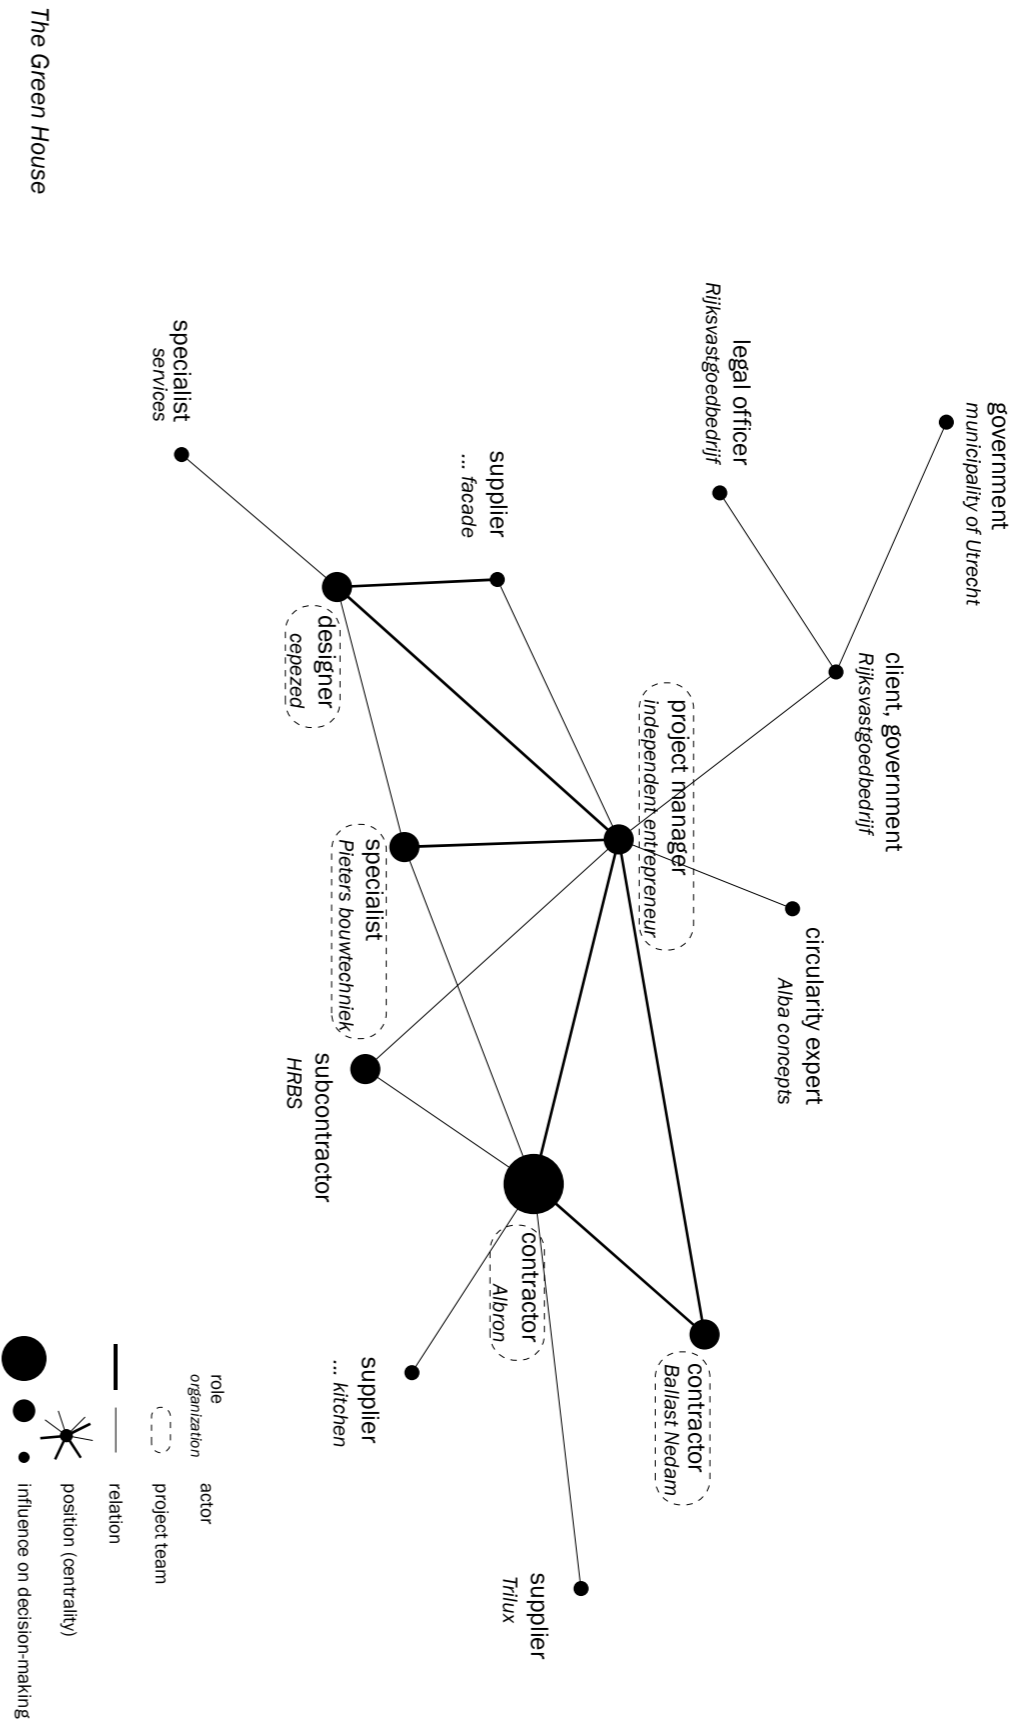 The Green House
government
municipality of Utrecht
legal officer
Rijksvastgoedbedrijf
client, government
Rijksvastgoedbedrijf
supplier
... facade
specialist
services
designer
cepezed
project manager
independent entrepreneur
circularity expert
Alba concepts
specialist
Pieters bouwtechniek
subcontractor
HRBS
contractor
Albron
contractor
Ballast Nedam
supplier
... kitchen
supplier
Trilux
role
organization
actor
project team
relation
position (centrality)
influence on decision-making